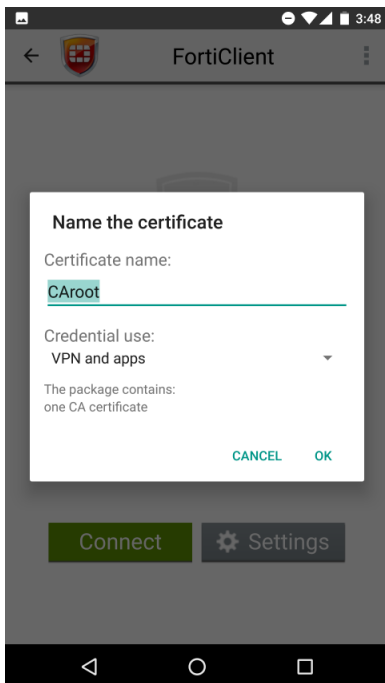 3:48
FortiClient
Name the certificate
Certificate name:
CAroot
Credential use:
VPN and apps
The package contains:
one CA certificate
CANCEL OK
Connect Settings